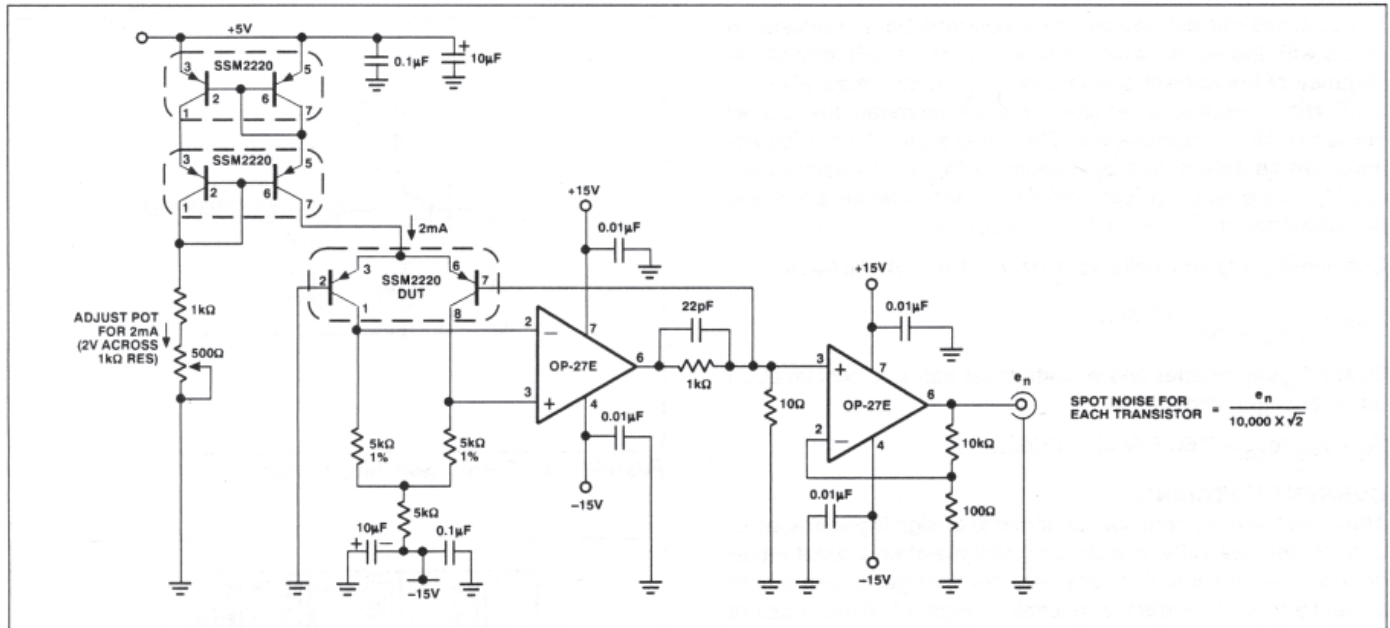 +5V
0.1µF
+
10µF
SSM2220
3
5
2
6
1
7
SSM2220
3
5
2
6
1
7
2mA
+15V
0.01µF
2
3
SSM2220
DUT
6
7
1
8
1kΩ
ADJUST POT
FOR 2mA
(2V ACROSS
1kΩ RES)
500Ω
2
−
7
OP-27E
6
3
+
4
22pF
1kΩ
0.01µF
−15V
5kΩ
1%
5kΩ
1%
5kΩ
10µF
+
−
0.1µF
−15V
10Ω
+15V
0.01µF
3
+
7
OP-27E
6
2
−
4
0.01µF
−15V
10kΩ
100Ω
en
SPOT NOISE FOR
EACH TRANSISTOR = en
10,000 X √2